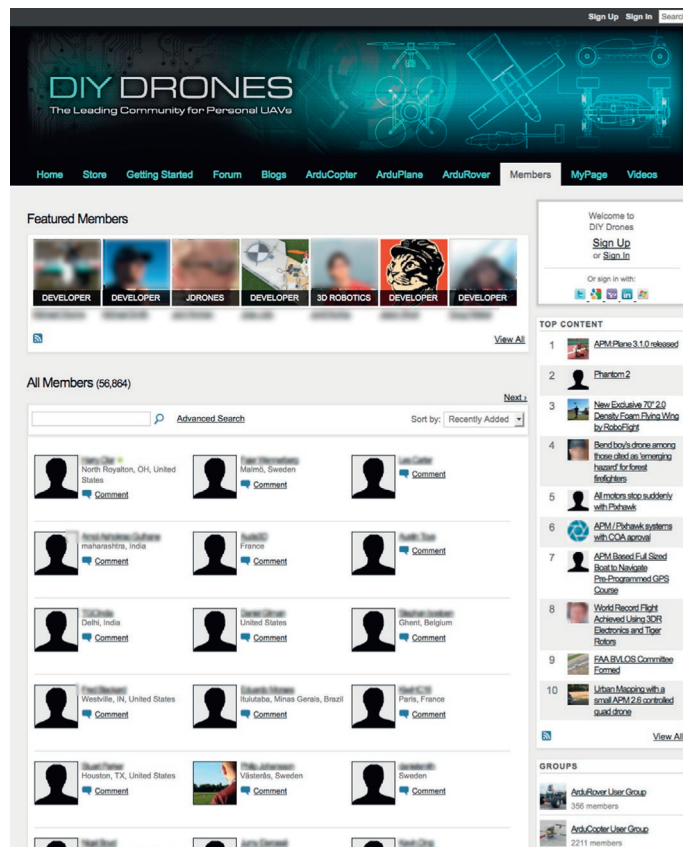 Sign Up Sign In Search
DIY DRONES
The Leading Community for Personal UAVs
Home Store Getting Started Forum Blogs ArduCopter ArduPlane ArduRover Members MyPage Videos
Featured Members
DEVELOPER DEVELOPER JDRONES DEVELOPER 3D ROBOTICS DEVELOPER DEVELOPER
View All
All Members (56,864)
Next ›
Advanced Search Sort by: Recently Added
North Royalton, OH, United
States
Comment
Malmö, Sweden
Comment
Comment
maharashtra, india
Comment
France
Comment
Comment
Delhi, India
Comment
United States
Comment
Ghent, Belgium
Comment
Westville, IN, United States
Comment
Ituiutaba, Minas Gerais, Brazil
Comment
Paris, France
Comment
Houston, TX, United States
Comment
Västerås, Sweden
Comment
Sweden
Comment
Welcome to
DIY Drones
Sign Up
or Sign In
Or sign in with:
TOP CONTENT
1 APM:Plane 3.1.0 released
2 Phantom 2
3 New Exclusive 70" 2.0
Density Foam Flying Wing
by RoboFlight
4 Bend boy's drone among
those cited as 'emerging
hazard' for forest
firefighters
5 All motors stop suddenly
with Pixhawk
6 APM / Pixhawk systems
with COA aproval
7 APM Based Full Sized
Boat to Navigate
Pre-Programmed GPS
Course
8 World Record Flight
Achieved Using 3DR
Electronics and Tiger
Rotors
9 FAA BVLOS Committee
Formed
10 Urban Mapping with a
small APM 2.6 controlled
quad drone
View All
GROUPS
ArduRover User Group
356 members
ArduCopter User Group
2211 members